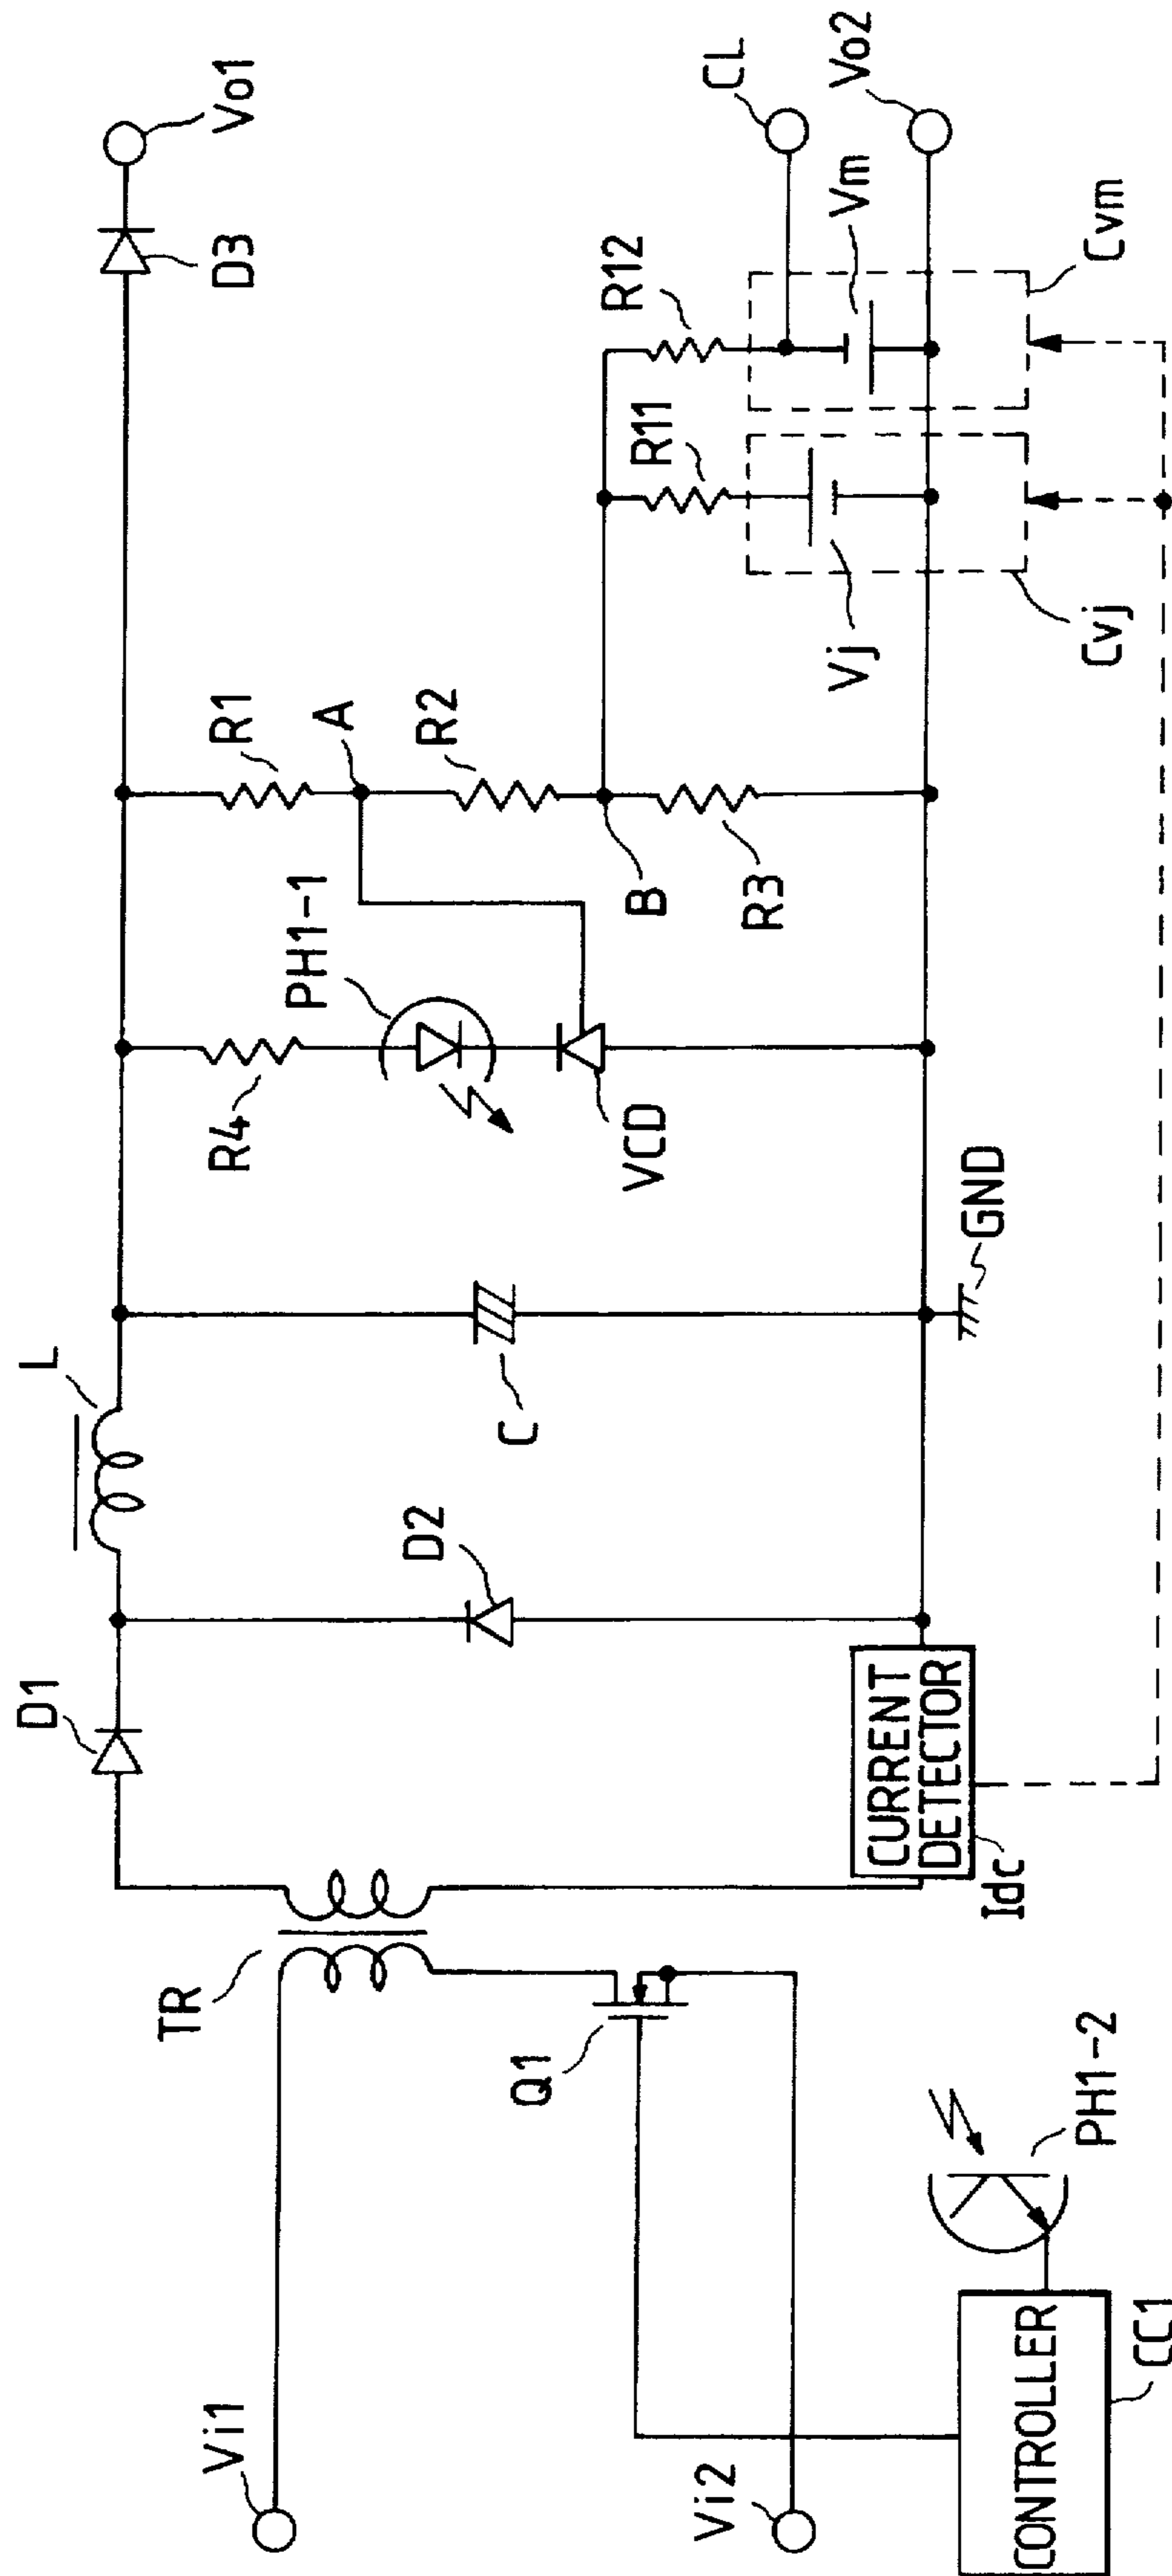 Vi1
Vi2
CONTROLLER
CC1
PH1-2
Q1
TR
D1
CURRENT
DETECTOR
Idc
D2
L
C
GND
R4
PH1-1
VCD
R1
A
R2
B
R3
Vj
Cvj
R11
R12
D3
Vo1
CL
Vm
Vo2
Cvm